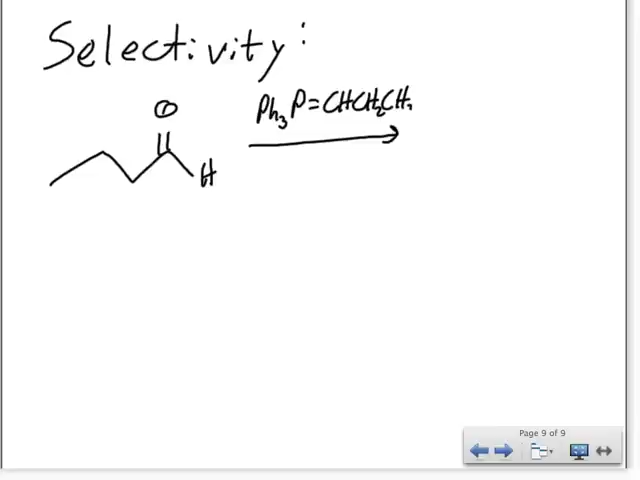 Selectivity:
Ph₃P=CHCH₂CH₃
O
H
Page 9 of 9